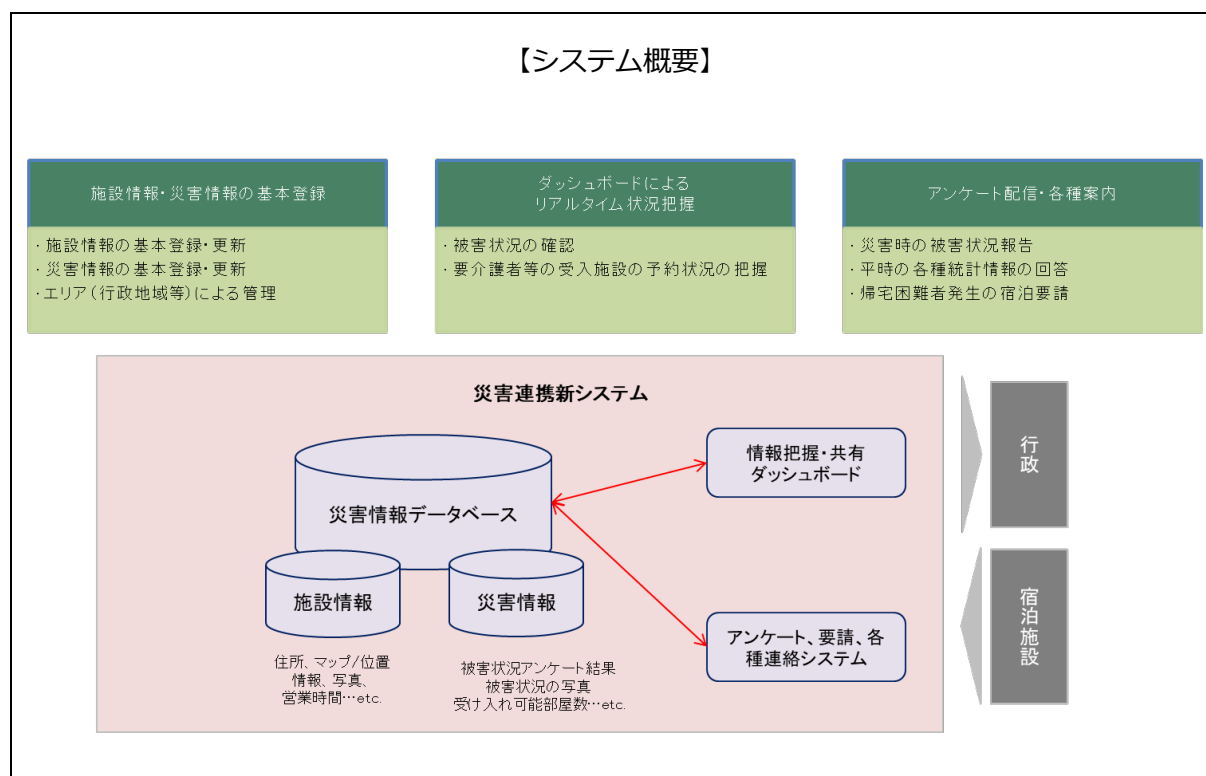 【システム概要】
施設情報・災害情報の基本登録
・施設情報の基本登録・更新
・災害情報の基本登録・更新
・エリア(行政地域等)による管理
ダッシュボードによる
リアルタイム状況把握
・被害状況の確認
・要介護者等の受入施設の予約状況の把握
アンケート配信・各種案内
・災害時の被害状況報告
・平時の各種統計情報の回答
・帰宅困難者発生の宿泊要請
災害連携新システム
災害情報データベース
施設情報
災害情報
住所、マップ/位置
情報、写真、
営業時間…etc.
被害状況アンケート結果
被害状況の写真
受け入れ可能部屋数…etc.
情報把握・共有
ダッシュボード
アンケート、要請、各
種連絡システム
行政
宿泊施設